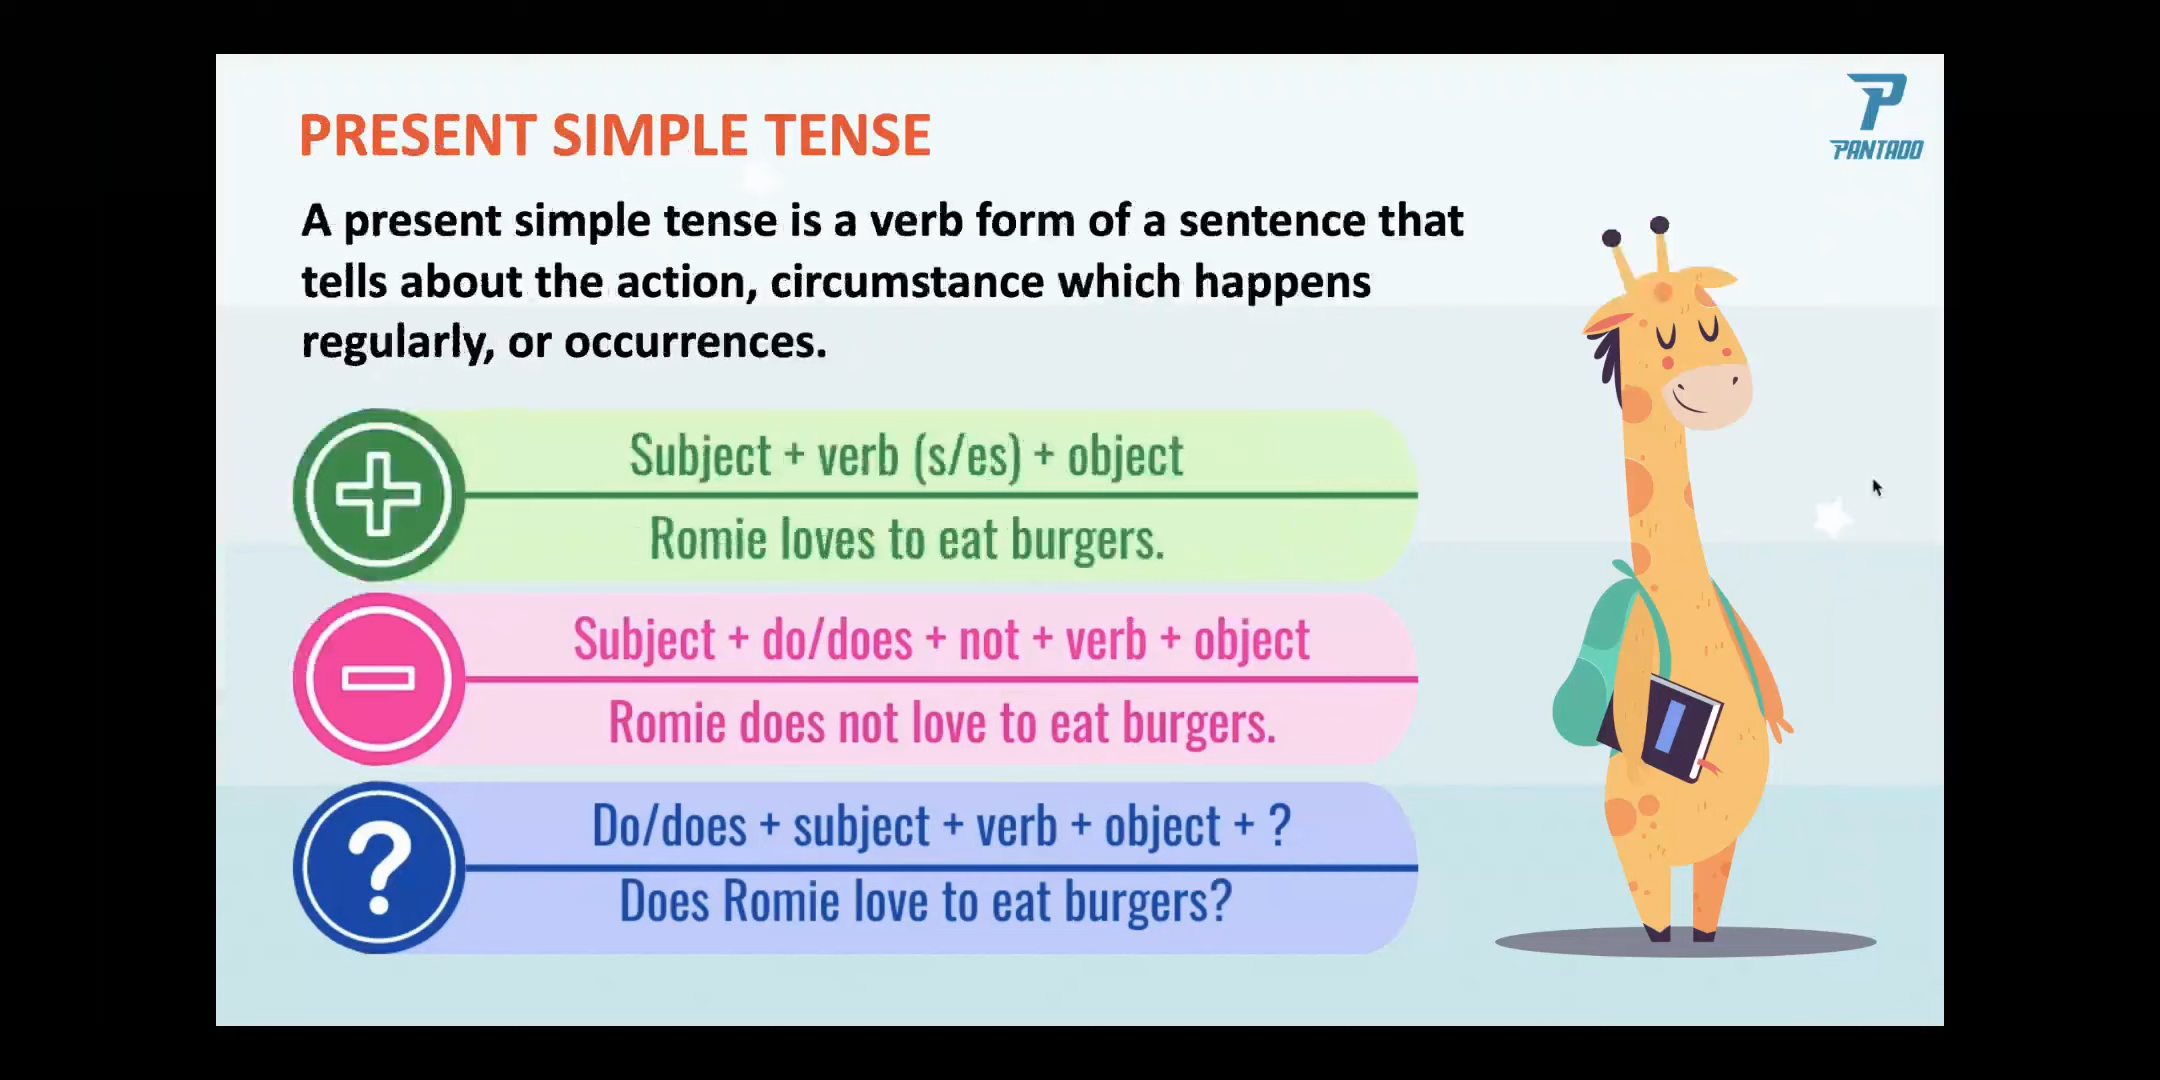 PRESENT SIMPLE TENSE
P
PANTADO
A present simple tense is a verb form of a sentence that
tells about the action, circumstance which happens
regularly, or occurrences.
Subject + verb (s/es) + object
Romie loves to eat burgers.
Subject + do/does + not + verb + object
Romie does not love to eat burgers.
?
Do/does + subject + verb + object + ?
Does Romie love to eat burgers?